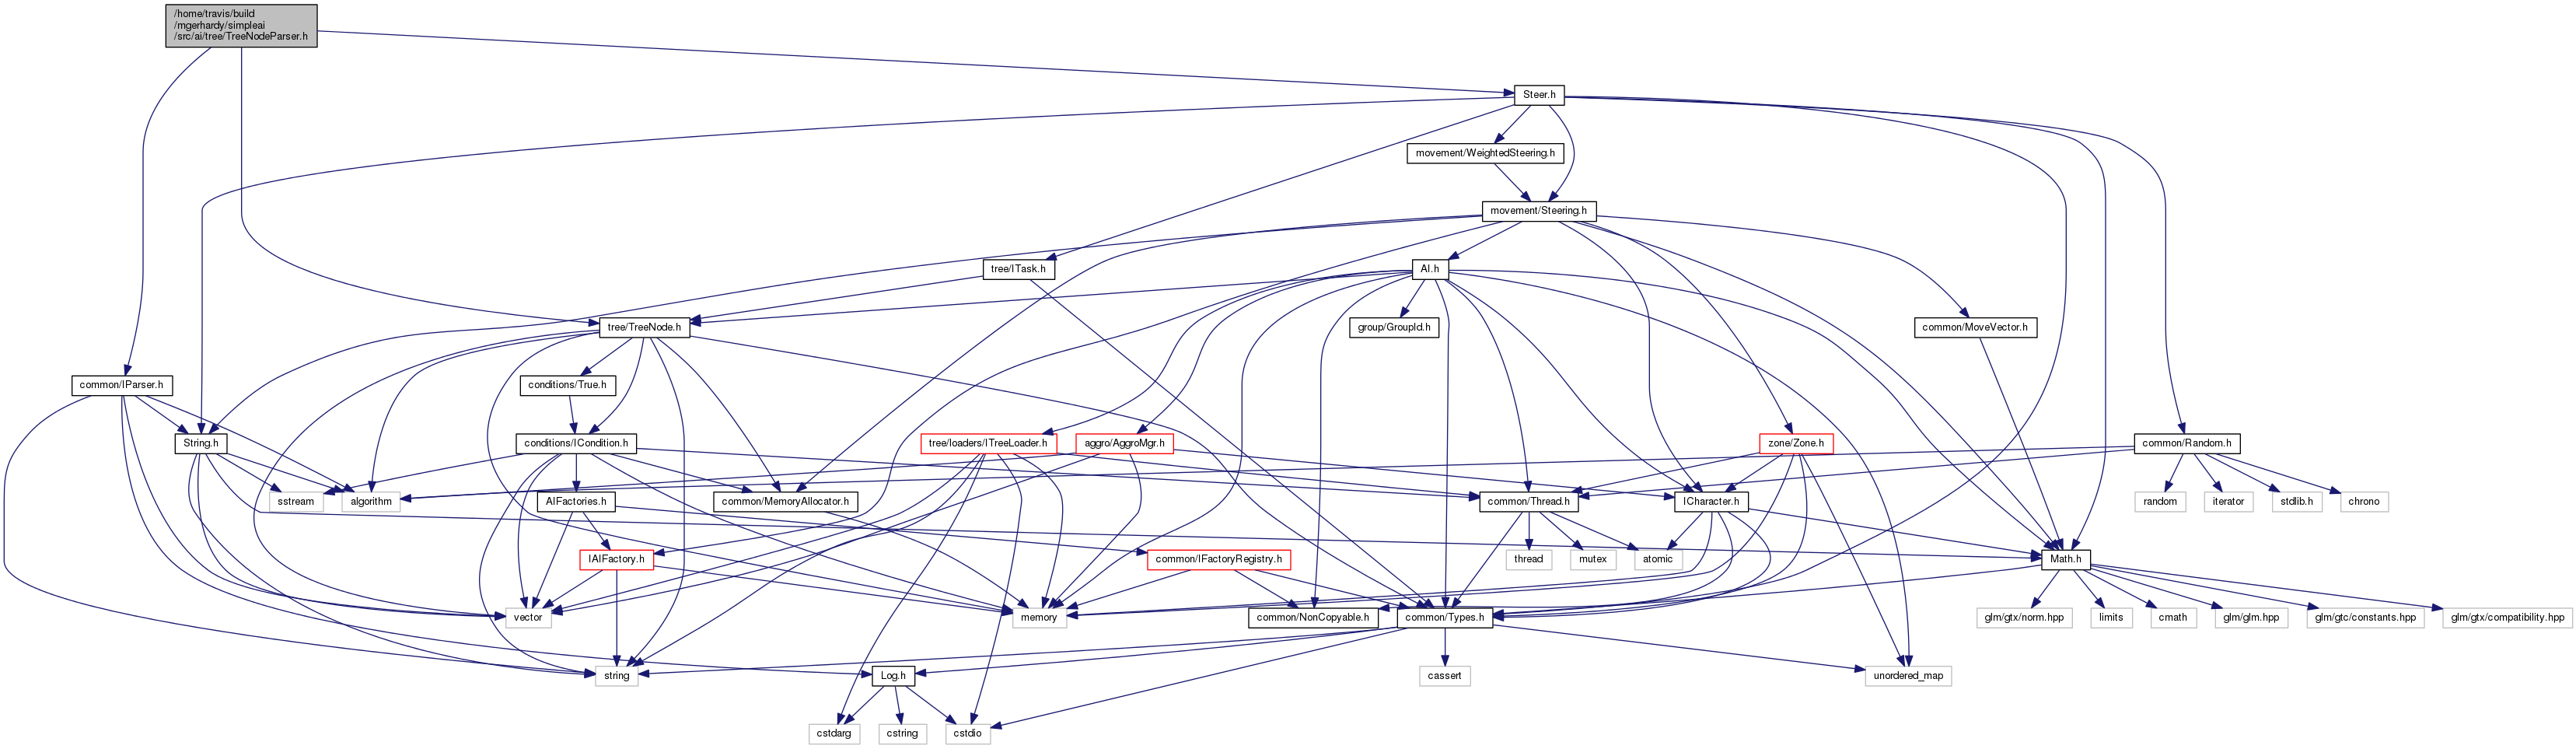 /home/travis/build
/mgerhardy/simpleai
/src/ai/tree/TreeNodeParser.h
Steer.h
movement/WeightedSteering.h
movement/Steering.h
tree/ITask.h
AI.h
tree/TreeNode.h
group/GroupId.h
common/MoveVector.h
common/IParser.h
conditions/True.h
String.h
conditions/ICondition.h
tree/loaders/ITreeLoader.h
aggro/AggroMgr.h
zone/Zone.h
common/Random.h
sstream
algorithm
AIFactories.h
common/MemoryAllocator.h
common/Thread.h
ICharacter.h
random
iterator
stdlib.h
chrono
IAIFactory.h
common/IFactoryRegistry.h
thread
mutex
atomic
Math.h
vector
memory
common/NonCopyable.h
common/Types.h
glm/gtx/norm.hpp
limits
cmath
glm/glm.hpp
glm/gtc/constants.hpp
glm/gtx/compatibility.hpp
string
Log.h
cassert
unordered_map
cstdarg
cstring
cstdio